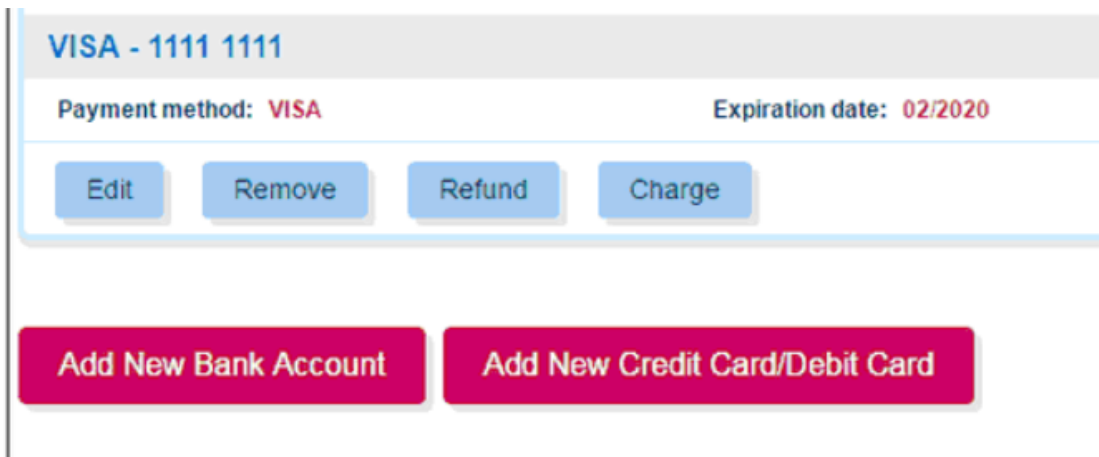 VISA - 1111 1111
Payment method: VISA Expiration date: 02/2020
Edit Remove Refund Charge
Add New Bank Account Add New Credit Card/Debit Card